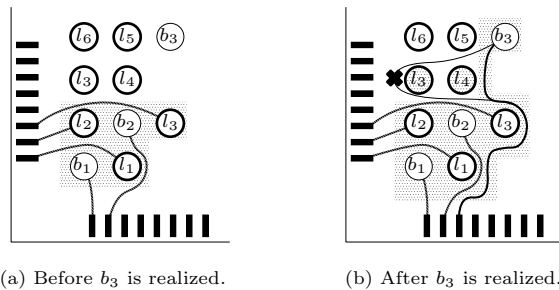 l6 l5 b3
l3 l4
l2 b2 l3
b1 l1
(a) Before b3 is realized.
l6 l5 b3
l3 l4
l2 b2 l3
b1 l1
(b) After b3 is realized.